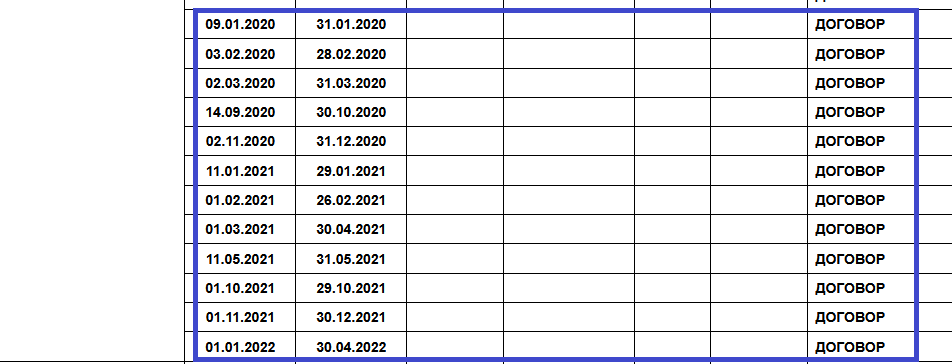 09.01.2020 31.01.2020 ДОГОВОР
03.02.2020 28.02.2020 ДОГОВОР
02.03.2020 31.03.2020 ДОГОВОР
14.09.2020 30.10.2020 ДОГОВОР
02.11.2020 31.12.2020 ДОГОВОР
11.01.2021 29.01.2021 ДОГОВОР
01.02.2021 26.02.2021 ДОГОВОР
01.03.2021 30.04.2021 ДОГОВОР
11.05.2021 31.05.2021 ДОГОВОР
01.10.2021 29.10.2021 ДОГОВОР
01.11.2021 30.12.2021 ДОГОВОР
01.01.2022 30.04.2022 ДОГОВОР